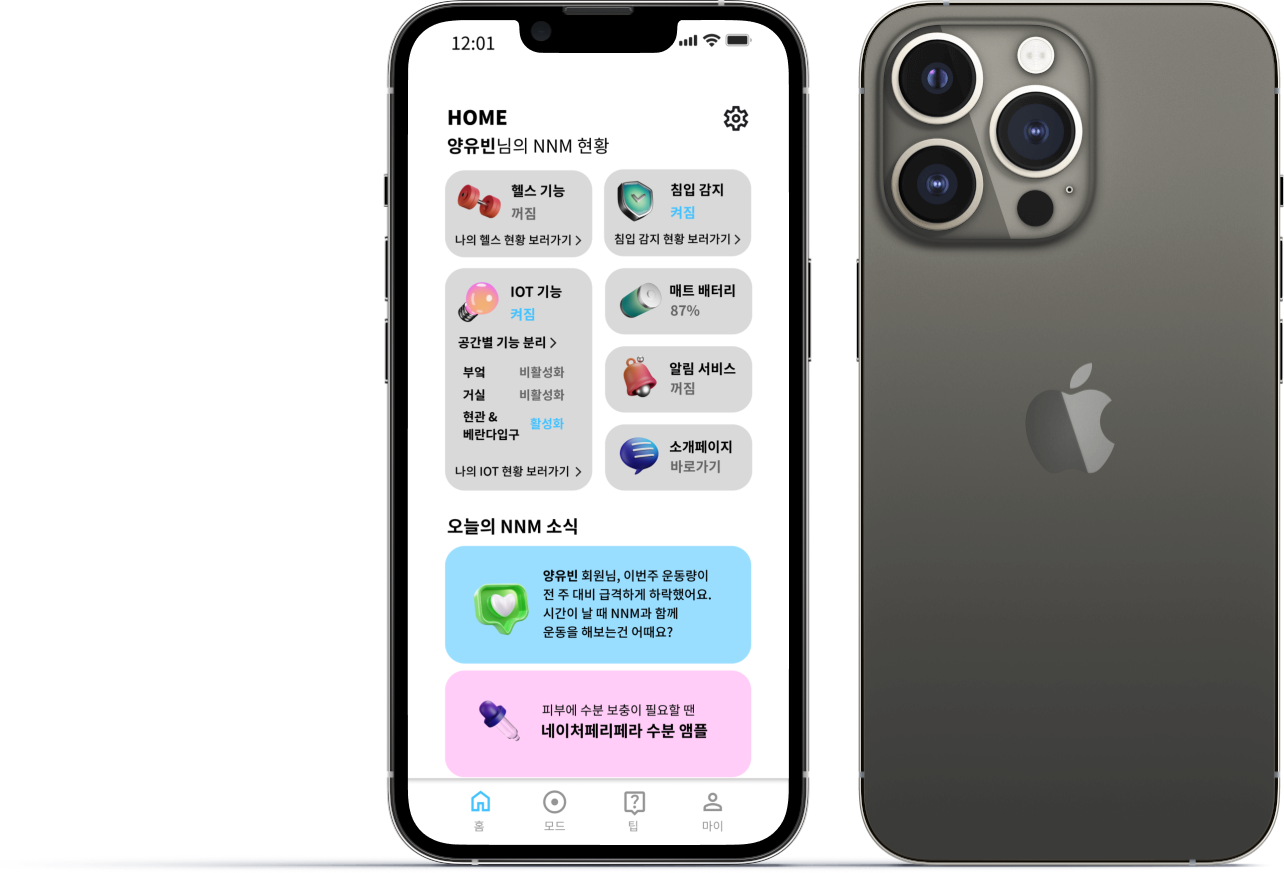 12:01
HOME
양유빈님의 NNM 현황
헬스 기능
꺼짐
나의 헬스 현황 보러가기
침입 감지
켜짐
침입 감지 현황 보러가기
IOT 기능
켜짐
공간별 기능 분리
부엌 비활성화
거실 비활성화
현관 &
베란다입구 활성화
나의 IOT 현황 보러가기
매트 배터리
87%
알림 서비스
꺼짐
소개페이지
바로가기
오늘의 NNM 소식
양유빈 회원님, 이번주 운동량이
전 주 대비 급격하게 하락했어요.
시간이 날 때 NNM과 함께
운동을 해보는건 어때요?
피부에 수분 보충이 필요할 땐
네이처페리페라 수분 앰플
홈 모드 팁 마이